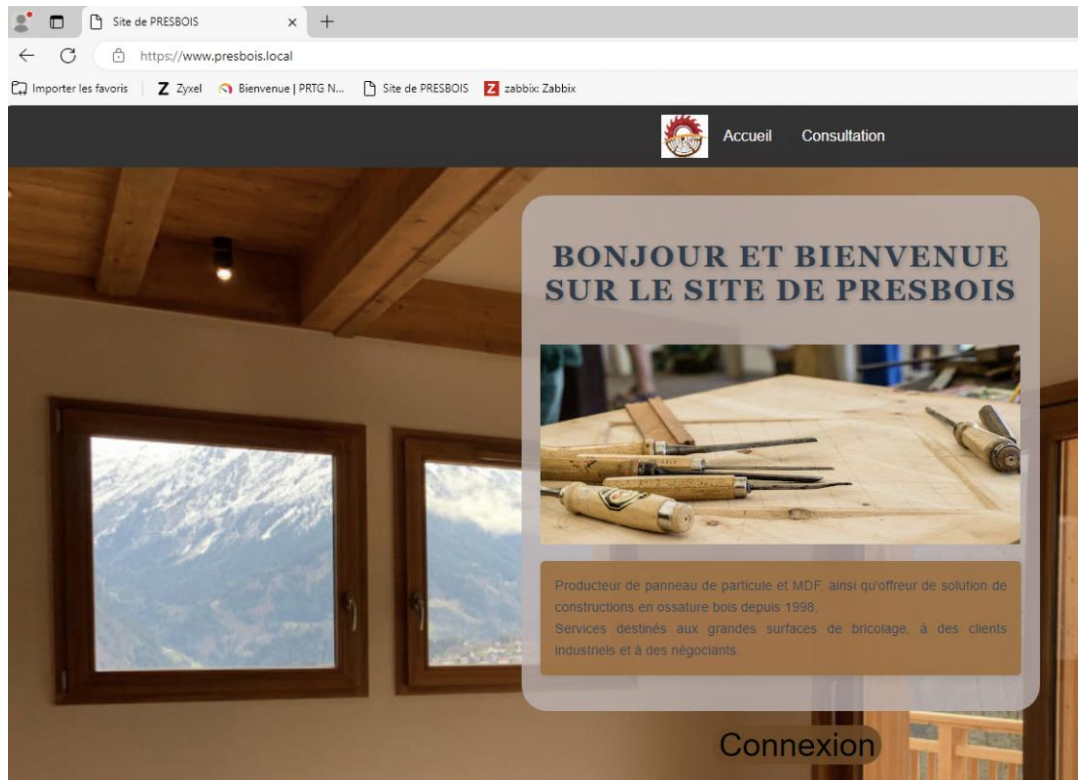 Site de PRESBOIS
https://www.presbois.local
Importer les favoris Z Zyxel Bienvenue | PRTG N... Site de PRESBOIS Z zabbix: Zabbix
Accueil Consultation
BONJOUR ET BIENVENUE
SUR LE SITE DE PRESBOIS
Producteur de panneau de particule et MDF, ainsi qu'offreur de solution de
constructions en ossature bois depuis 1998.
Services destinés aux grandes surfaces de bricolage, à des clients
industriels et à des négociants.
Connexion